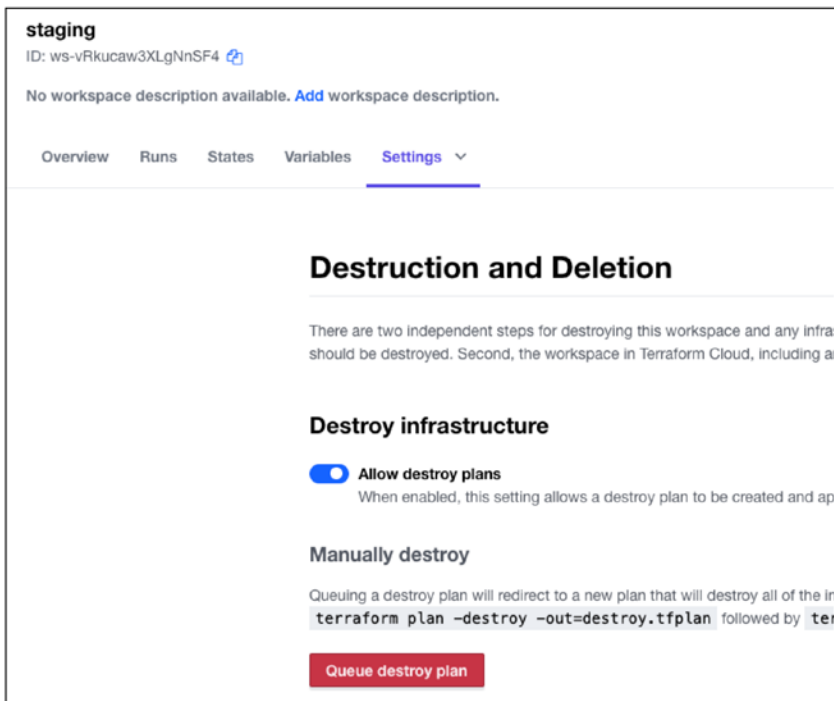 staging
ID: ws-vRkucaw3XLgNnSF4
No workspace description available. Add workspace description.
Overview Runs States Variables Settings
Destruction and Deletion
There are two independent steps for destroying this workspace and any infras
should be destroyed. Second, the workspace in Terraform Cloud, including a
Destroy infrastructure
Allow destroy plans
When enabled, this setting allows a destroy plan to be created and ap
Manually destroy
Queuing a destroy plan will redirect to a new plan that will destroy all of the in
terraform plan -destroy -out=destroy.tfplan followed by ter
Queue destroy plan